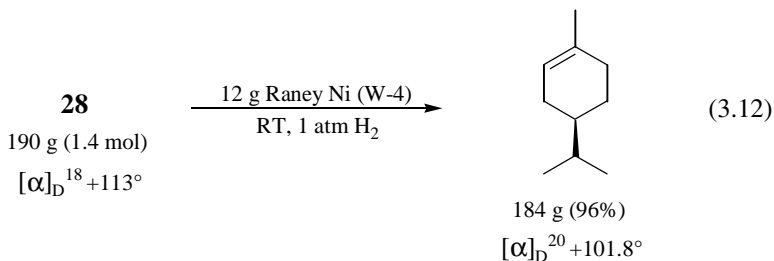 28
190 g (1.4 mol)
[α]D18 +113°
12 g Raney Ni (W-4)
RT, 1 atm H2
184 g (96%)
[α]D20 +101.8°
(3.12)